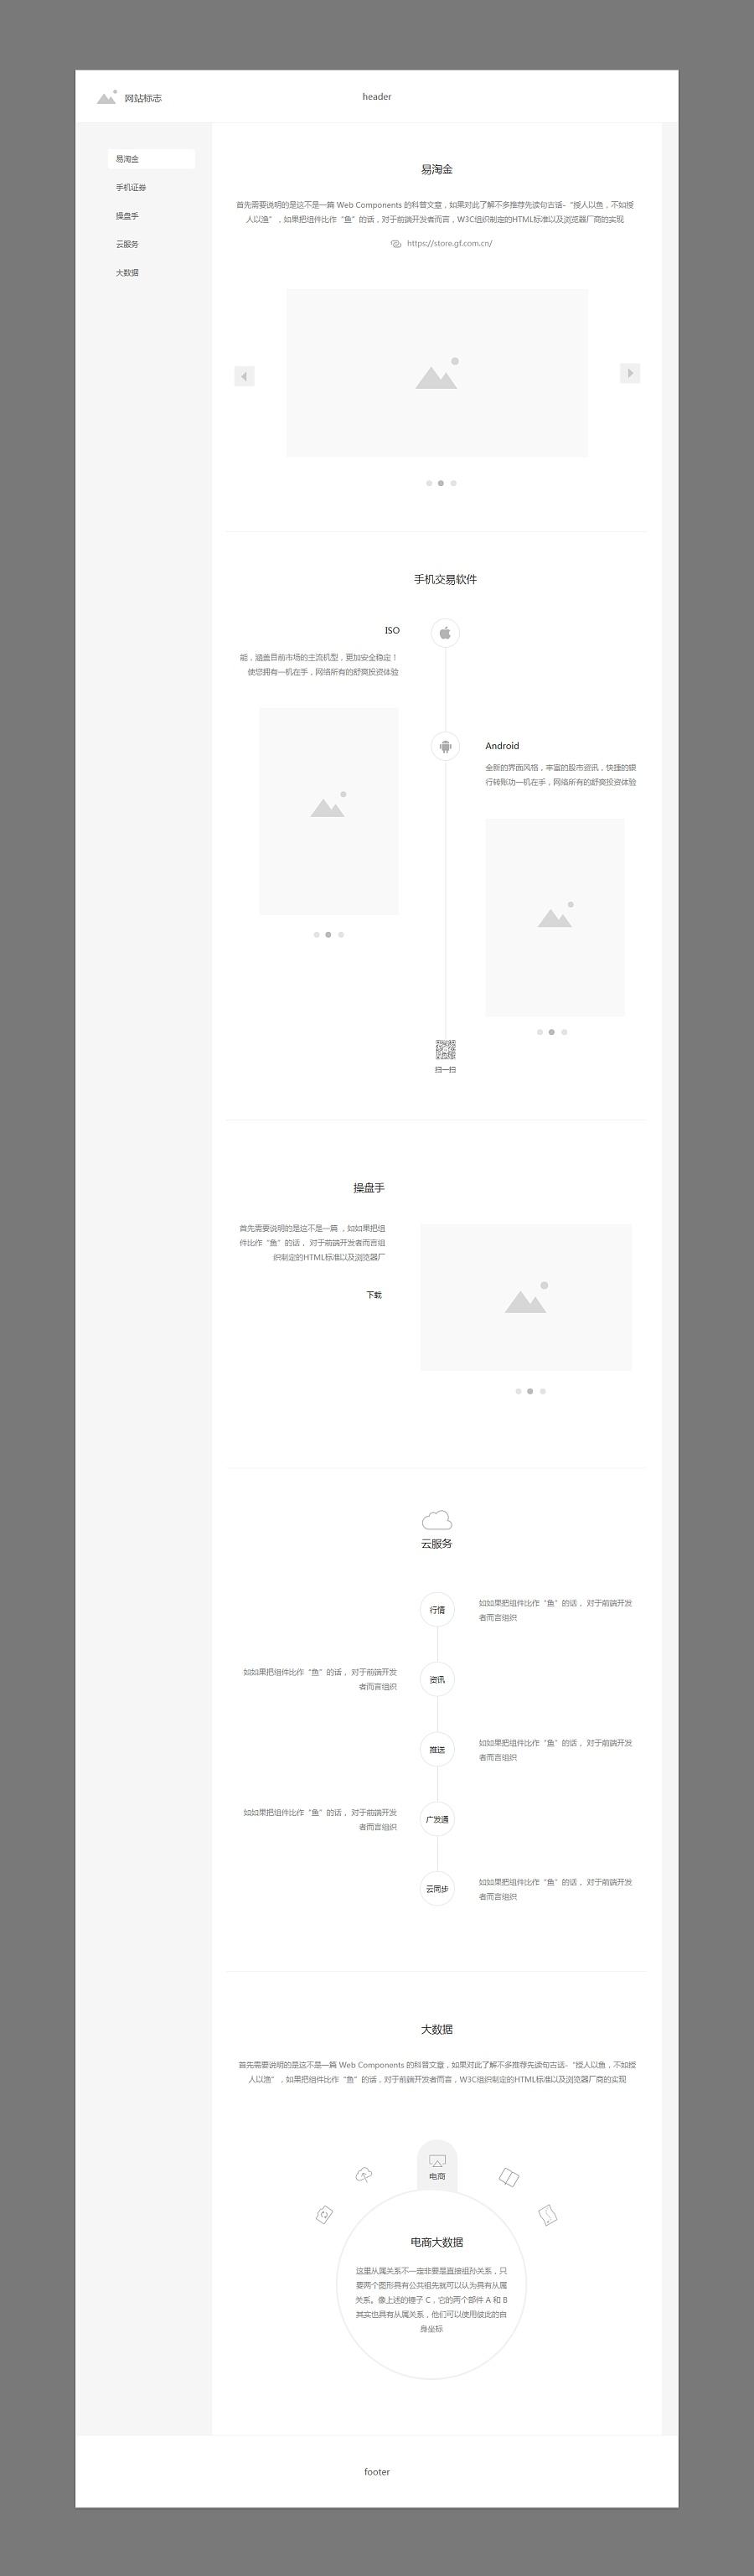 网站标志
header
易淘金
手机证券
操盘手
云服务
大数据
易淘金
首先需要说明的是这不是一篇 Web Components 的科普文章，如果对此了解不多推荐先读句古话-“授人以鱼，不如授
人以渔”，如果把组件比作“鱼”的话，对于前端开发者而言，W3C组织制定的HTML标准以及浏览器厂商的实现
https://store.gf.com.cn/
手机交易软件
ISO
能，涵盖目前市场的主流机型，更加安全稳定！
使您拥有一机在手，网络所有的舒爽投资体验
Android
全新的界面风格，丰富的股市资讯，快捷的银
行转账功一机在手，网络所有的舒爽投资体验
扫一扫
操盘手
首先需要说明的是这不是一篇 ，如如果把组
件比作“鱼”的话 ，对于前端开发者而言组
织制定的HTML标准以及浏览器厂
下载
云服务
行情
如如果把组件比作“鱼”的话 ，对于前端开发
者而言组织
资讯
如如果把组件比作“鱼”的话 ，对于前端开发
者而言组织
推送
如如果把组件比作“鱼”的话 ，对于前端开发
者而言组织
广发通
如如果把组件比作“鱼”的话 ，对于前端开发
者而言组织
云同步
如如果把组件比作“鱼”的话 ，对于前端开发
者而言组织
大数据
首先需要说明的是这不是一篇 Web Components 的科普文章，如果对此了解不多推荐先读句古话-“授人以鱼，不如授
人以渔”，如果把组件比作“鱼”的话，对于前端开发者而言，W3C组织制定的HTML标准以及浏览器厂商的实现
电商
电商大数据
这里从属关系不一定非要是直接祖孙关系，只
要两个图形具有公共祖先就可以认为具有从属
关系。像上述的锤子 C，它的两个部件 A 和 B
其实也具有从属关系，他们可以使用彼此的自
身坐标
footer